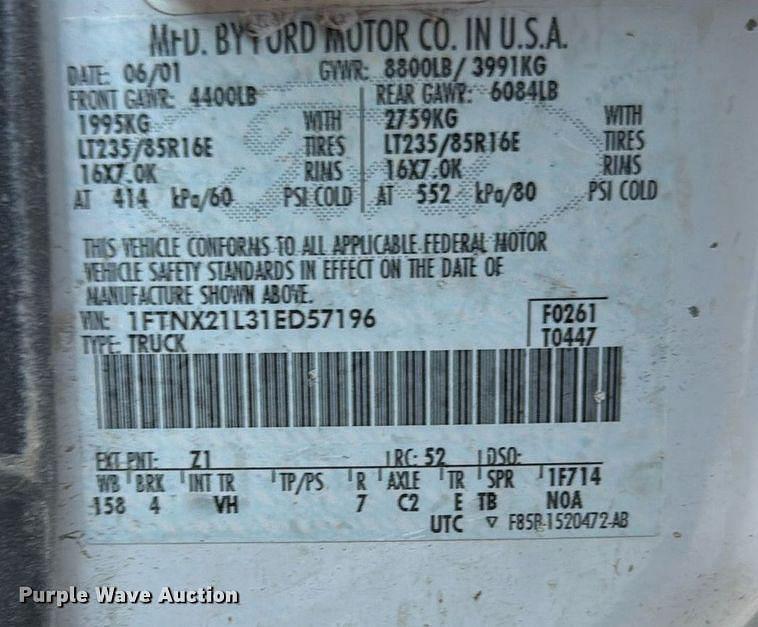 MFD. BY FORD MOTOR CO. IN U.S.A.
DATE: 06/01 GVWR: 8800LB/ 3991KG
FRONT GAWR: 4400LB REAR GAWR: 6084LB
1995KG WITH 2759KG WITH
LT235/85R16E TIRES LT235/85R16E TIRES
16X7.0K RIMS 16X7.0K RIMS
AT 414 kPa/60 PSI COLD AT 552 kPa/80 PSI COLD
THIS VEHICLE CONFORMS TO ALL APPLICABLE FEDERAL MOTOR
VEHICLE SAFETY STANDARDS IN EFFECT ON THE DATE OF
MANUFACTURE SHOWN ABOVE.
VIN: 1FTNX21L31ED57196 F0261
TYPE: TRUCK T0447
EXT PNT: Z1 RC: 52 DSO:
WB BRK INT TR TP/PS R AXLE TR SPR 1F714
158 4 VH 7 C2 E TB NOA
UTC ▽ F85B-1520472-AB
Purple Wave Auction